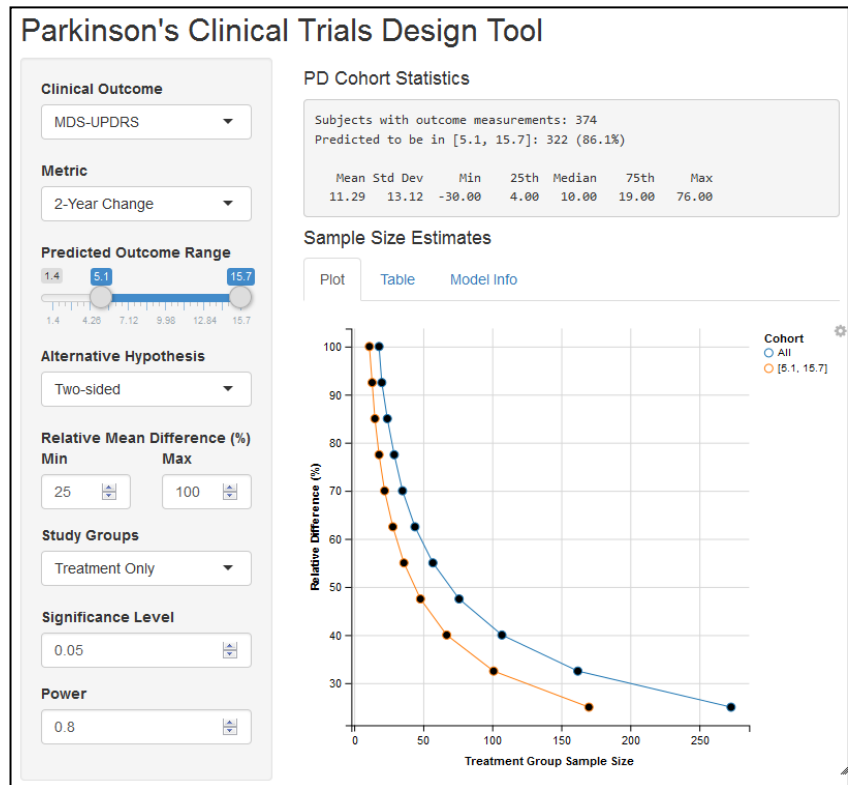 Parkinson's Clinical Trials Design Tool
Clinical Outcome
MDS-UPDRS
Metric
2-Year Change
Predicted Outcome Range
1.4 5.1 15.7
1.4 4.26 7.12 9.98 12.84 15.7
Alternative Hypothesis
Two-sided
Relative Mean Difference (%)
Min Max
25 100
Study Groups
Treatment Only
Significance Level
0.05
Power
0.8
PD Cohort Statistics
Subjects with outcome measurements: 374
Predicted to be in [5.1, 15.7]: 322 (86.1%)
Mean Std Dev Min 25th Median 75th Max
11.29 13.12 -30.00 4.00 10.00 19.00 76.00
Sample Size Estimates
Plot Table Model Info
Cohort
All
[5.1, 15.7]
100
90
80
70
60
50
40
30
Relative Difference (%)
0 50 100 150 200 250
Treatment Group Sample Size